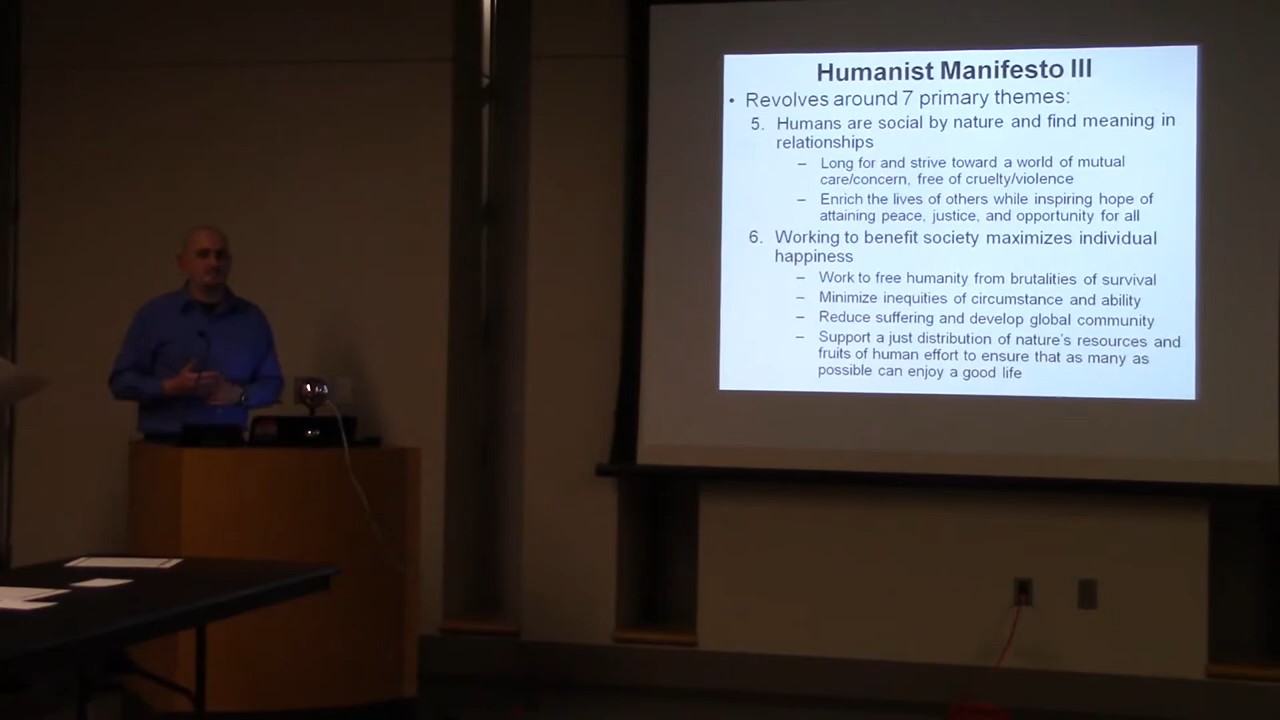 Humanist Manifesto III
• Revolves around 7 primary themes:
5. Humans are social by nature and find meaning in
relationships
– Long for and strive toward a world of mutual
care/concern, free of cruelty/violence
– Enrich the lives of others while inspiring hope of
attaining peace, justice, and opportunity for all
6. Working to benefit society maximizes individual
happiness
– Work to free humanity from brutalities of survival
– Minimize inequities of circumstance and ability
– Reduce suffering and develop global community
– Support a just distribution of nature's resources and
fruits of human effort to ensure that as many as
possible can enjoy a good life